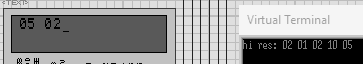 <TEXT>
05 02_
Virtual Terminal
hi res: 02 01 02 10 05